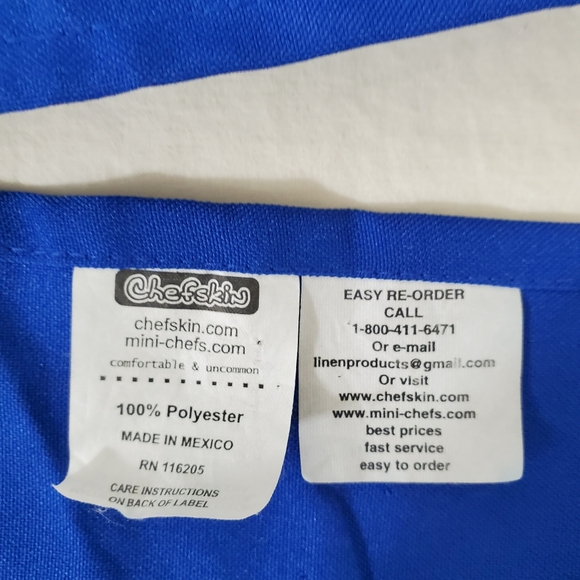 Chefskin
chefskin.com
mini-chefs.com
comfortable & uncommon
100% Polyester
MADE IN MEXICO
RN 116205
CARE INSTRUCTIONS
ON BACK OF LABEL
EASY RE-ORDER
CALL
1-800-411-6471
Or e-mail
linenproducts@gmail.com
Or visit
www.chefskin.com
www.mini-chefs.com
best prices
fast service
easy to order